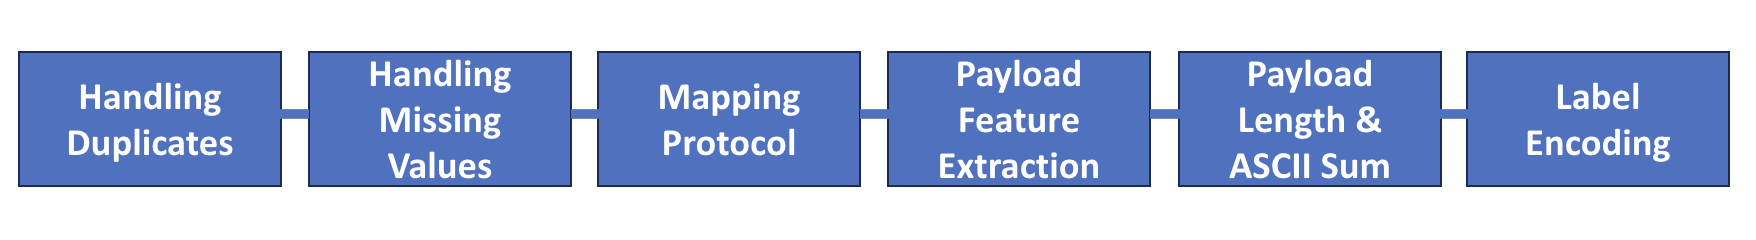 Handling
Duplicates
Handling
Missing
Values
Mapping
Protocol
Payload
Feature
Extraction
Payload
Length &
ASCII Sum
Label
Encoding